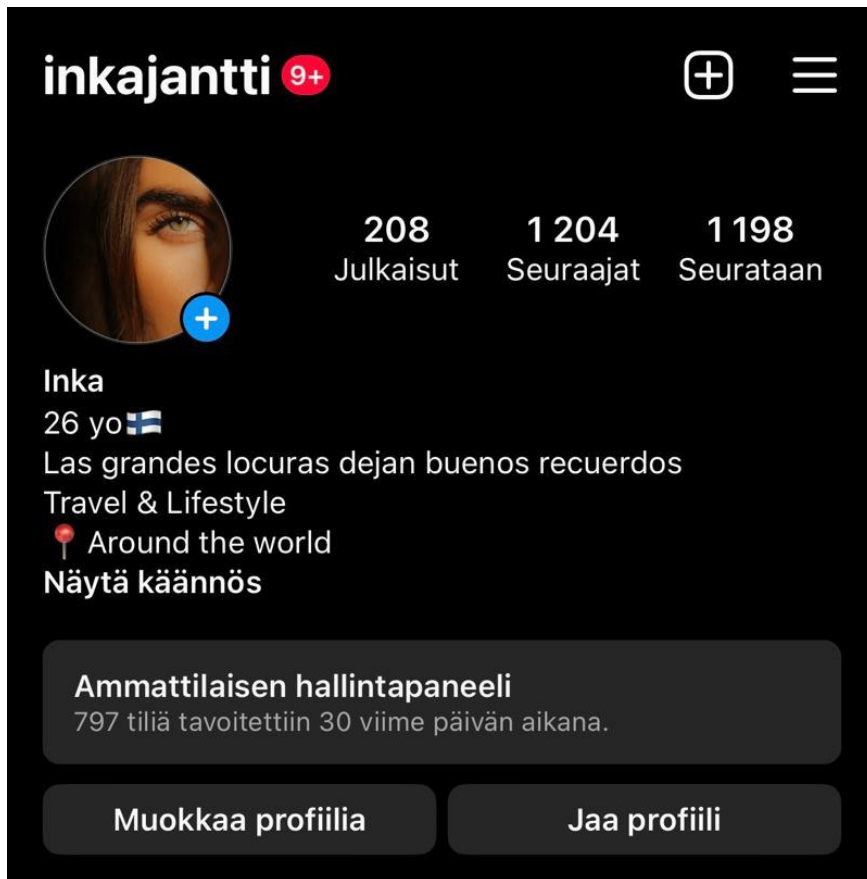 inkajantti 9+
208 1 204 1 198
Julkaisut Seuraajat Seurataan
Inka
26 yo🇫🇮
Las grandes locuras dejan buenos recuerdos
Travel & Lifestyle
📍 Around the world
Näytä käännös
Ammattilaisen hallintapaneeli
797 tiliä tavoitettiin 30 viime päivän aikana.
Muokkaa profiilia Jaa profiili